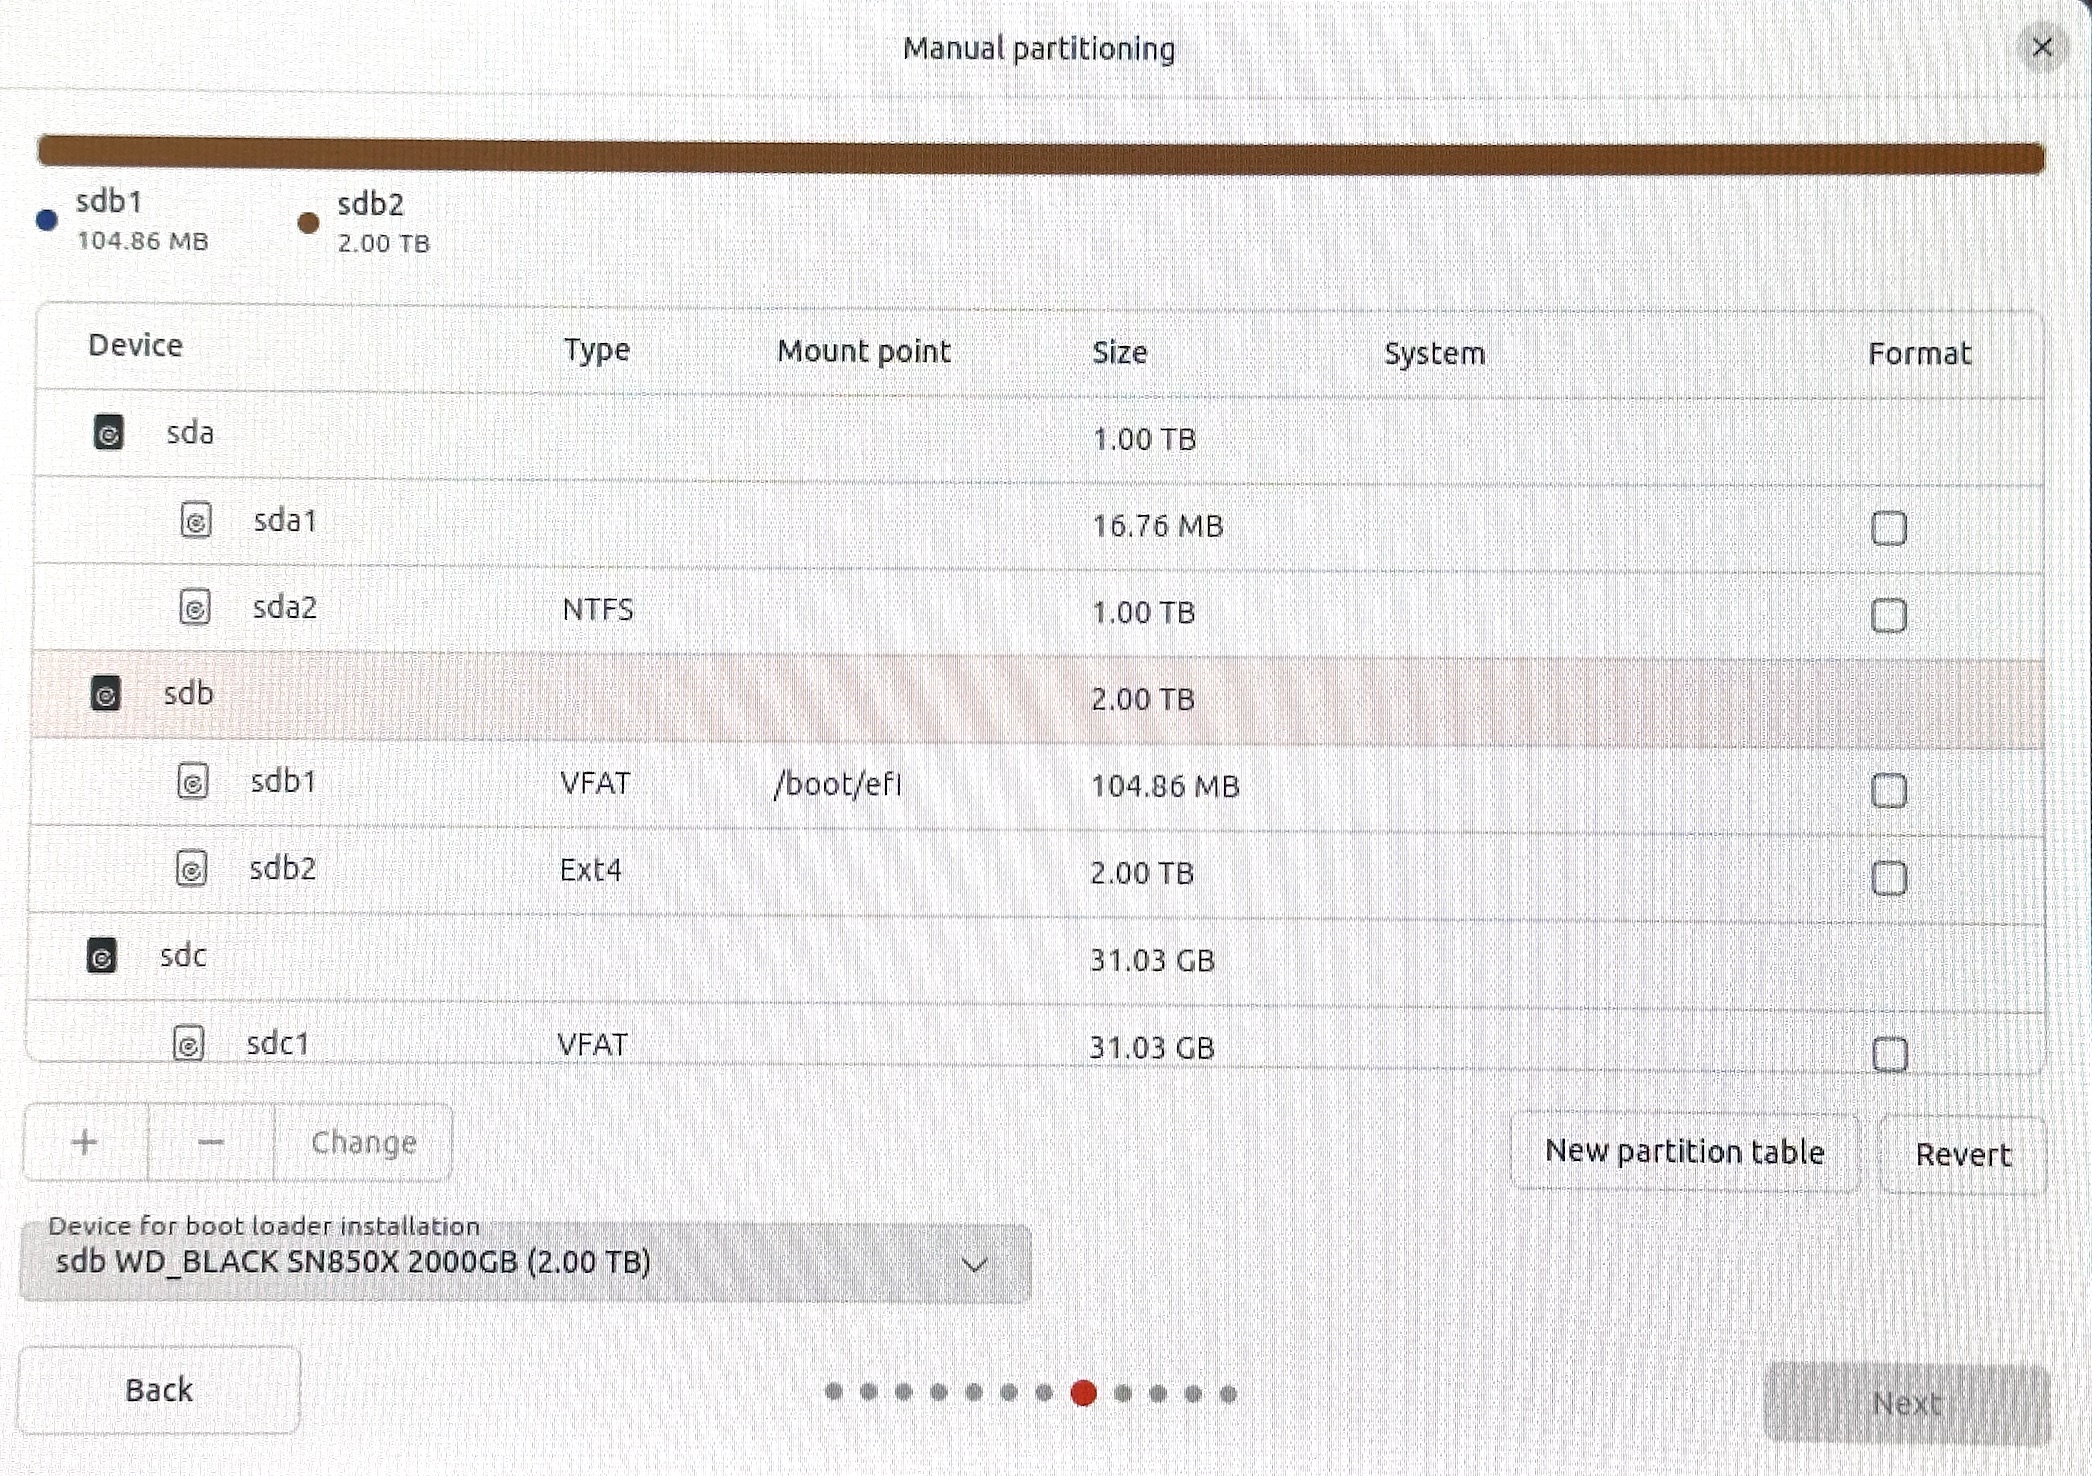 Manual partitioning
sdb1
104.86 MB
sdb2
2.00 TB
Device Type Mount point Size System Format
sda 1.00 TB
sda1 16.76 MB
sda2 NTFS 1.00 TB
sdb 2.00 TB
sdb1 VFAT /boot/efi 104.86 MB
sdb2 Ext4 2.00 TB
sdc 31.03 GB
sdc1 VFAT 31.03 GB
+ − Change
New partition table Revert
Device for boot loader installation
sdb WD_BLACK SN850X 2000GB (2.00 TB)
Back
Next